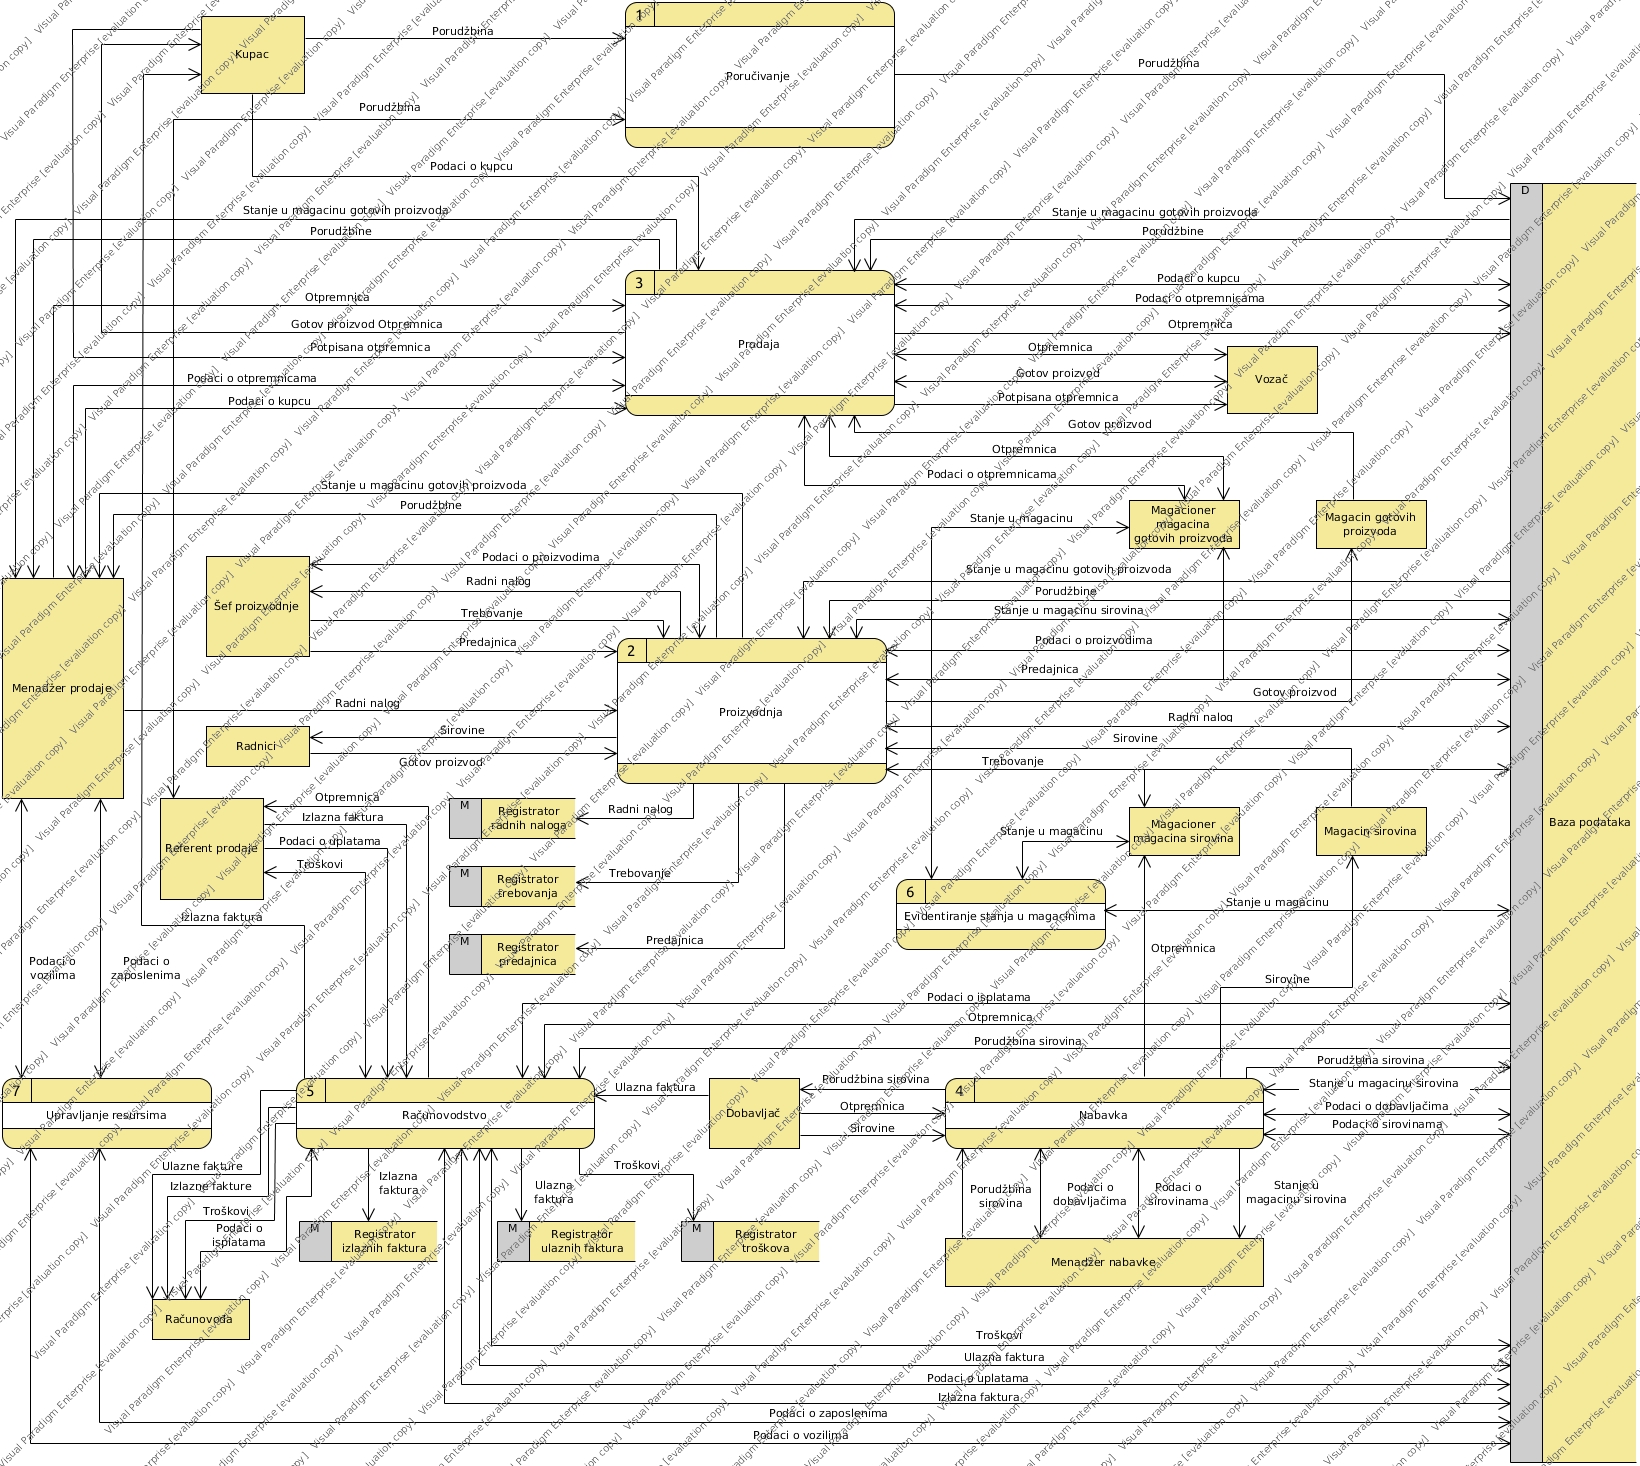 1
Kupac
Porudžbina
Poručivanje
Porudžbina
Porudžbina
Podaci o kupcu
D
Stanje u magacinu gotovih proizvoda
Stanje u magacinu gotovih proizvoda
Porudžbine
Porudžbine
3
Podaci o kupcu
Otpremnica
Podaci o otpremnicama
Gotov proizvod Otpremnica
Otpremnica
Prodaja
Potpisana otpremnica
Otpremnica
Gotov proizvod
Vozač
Podaci o otpremnicama
Podaci o kupcu
Potpisana otpremnica
Gotov proizvod
Otpremnica
Podaci o otpremnicama
Stanje u magacinu gotovih proizvoda
Porudžbine
Stanje u magacinu
Magacioner
magacina
gotovih proizvoda
Magacin gotovih
proizvoda
Podaci o proizvodima
Radni nalog
Šef proizvodnje
Trebovanje
Predajnica
Stanje u magacinu gotovih proizvoda
Porudžbine
Stanje u magacinu sirovina
Podaci o proizvodima
2
Predajnica
Menadžer prodaje
Gotov proizvod
Radni nalog
Proizvodnja
Radni nalog
Radnici
Sirovine
Gotov proizvod
Sirovine
Trebovanje
Otpremnica
Izlazna faktura
Podaci o uplatama
Troškovi
Referent prodaje
Izlazna faktura
M
Registrator
radnih naloga
Radni nalog
M
Registrator
trebovanja
Trebovanje
M
Registrator
predajnica
Predajnica
Stanje u magacinu
Magacioner
magacina sirovina
Magacin sirovina
Baza podataka
6
Evidentiranje stanja u magacinima
Stanje u magacinu
Otpremnica
Sirovine
Podaci o
vozilima
Podaci o
zaposlenima
Podaci o isplatama
Otpremnica
Porudžbina sirovina
Porudžbina sirovina
7
Upravljanje resursima
5
Računovodstvo
Ulazna faktura
Dobavljač
Porudžbina sirovina
Otpremnica
Sirovine
4
Nabavka
Stanje u magacinu sirovina
Podaci o dobavljačima
Podaci o sirovinama
Ulazne fakture
Izlazne fakture
Troškovi
Podaci o
isplatama
Izlazna
faktura
Ulazna
faktura
Troškovi
Porudžbina
sirovina
Podaci o
dobavljačima
Podaci o
sirovinama
Stanje u
magacinu sirovina
M
Registrator
izlaznih faktura
M
Registrator
ulaznih faktura
M
Registrator
troškova
Menadžer nabavke
Računovođa
Troškovi
Ulazna faktura
Podaci o uplatama
Izlazna faktura
Podaci o zaposlenima
Podaci o vozilima
Visual Paradigm Enterprise [evaluation copy]